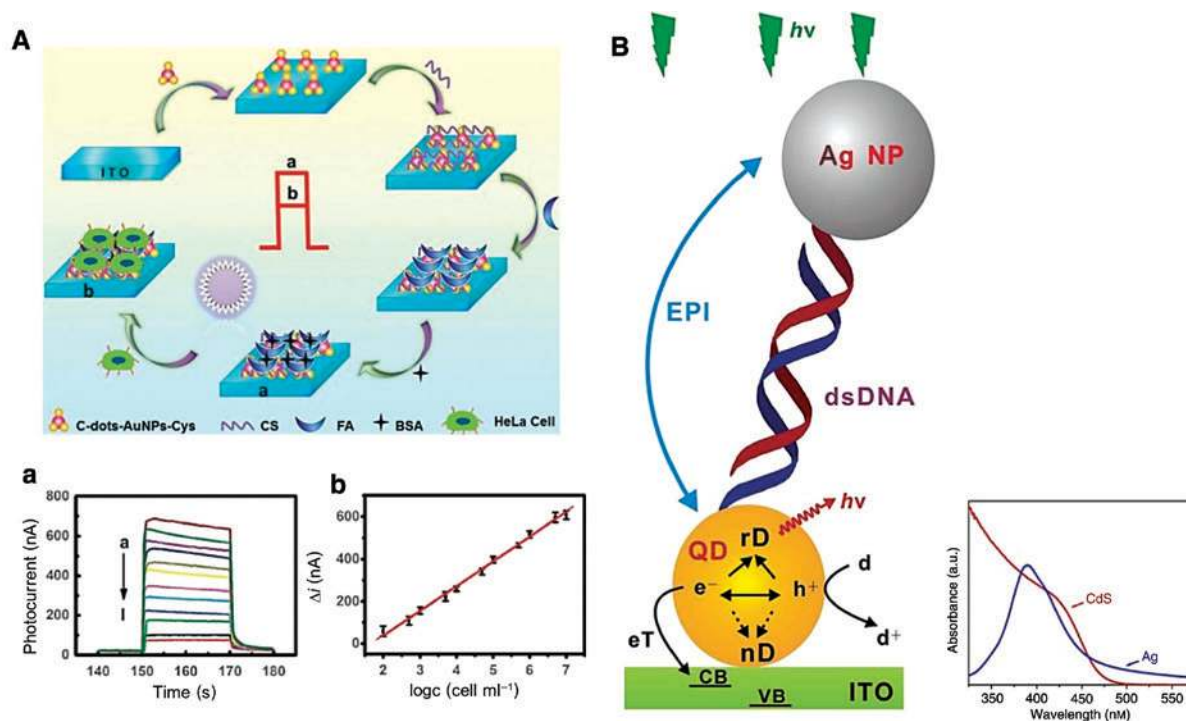 A
ITO
a
b
b
a
C-dots-AuNPs-Cys
CS
FA
BSA
HeLa Cell
a
Photocurrent (nA)
800
600
400
200
0
a
l
140 150 160 170 180
Time (s)
b
Δi (nA)
600
400
200
0
2 3 4 5 6 7
logc (cell ml⁻¹)
B
hν
Ag NP
EPI
dsDNA
hν
QD
rD
e⁻
h⁺
d
d⁺
nD
eT
CB
VB
ITO
Absorbance (a.u.)
CdS
Ag
350 400 450 500 550
Wavelength (NM)